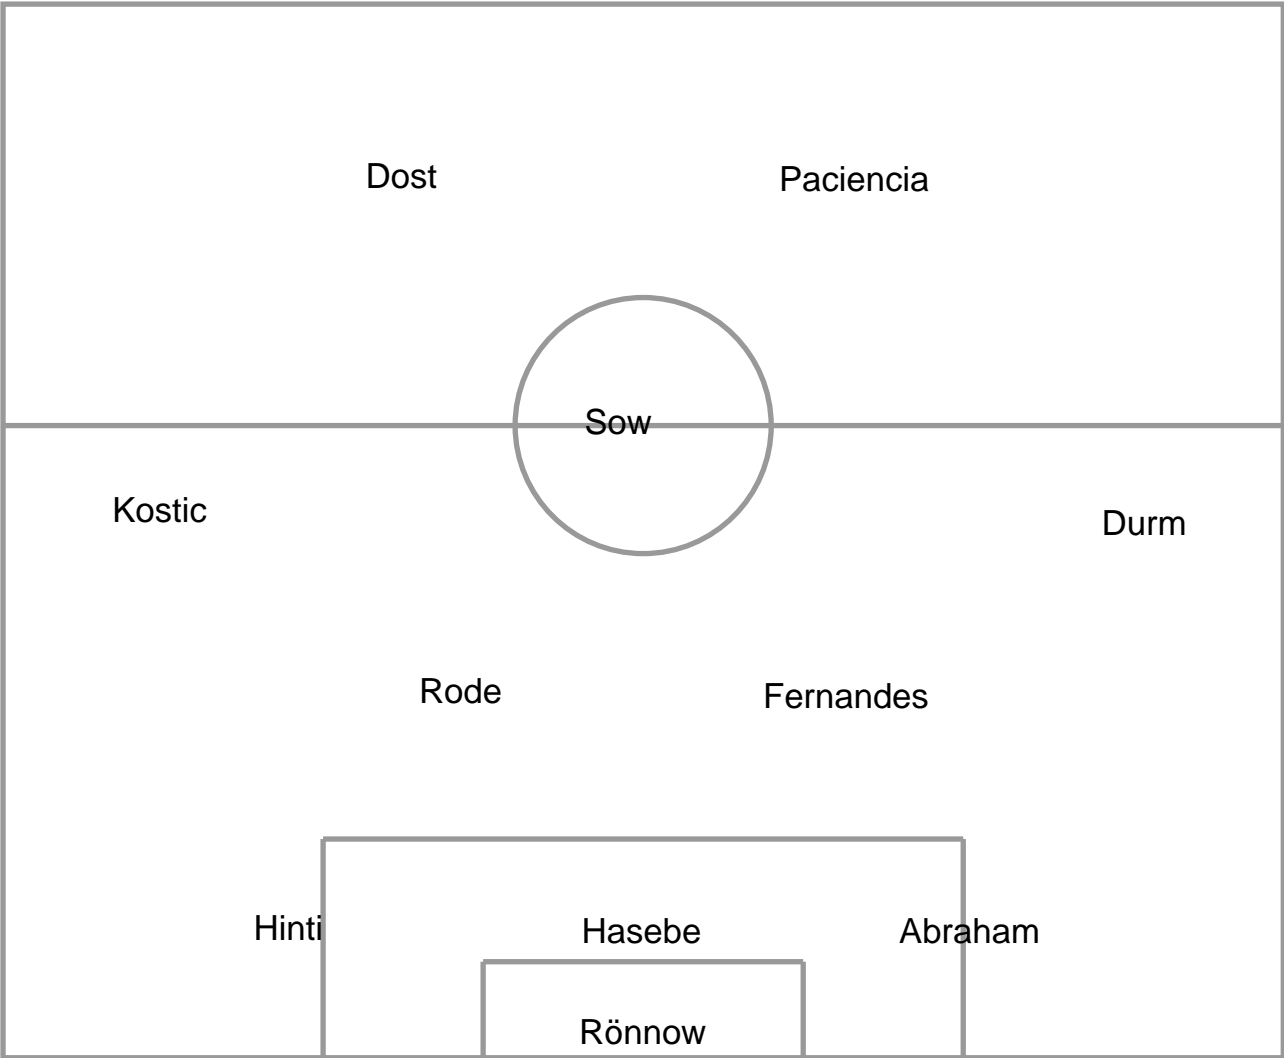 Dost
Paciencia
Sow
Kostic
Durm
Rode
Fernandes
Hinti
Hasebe
Abraham
Rönnow